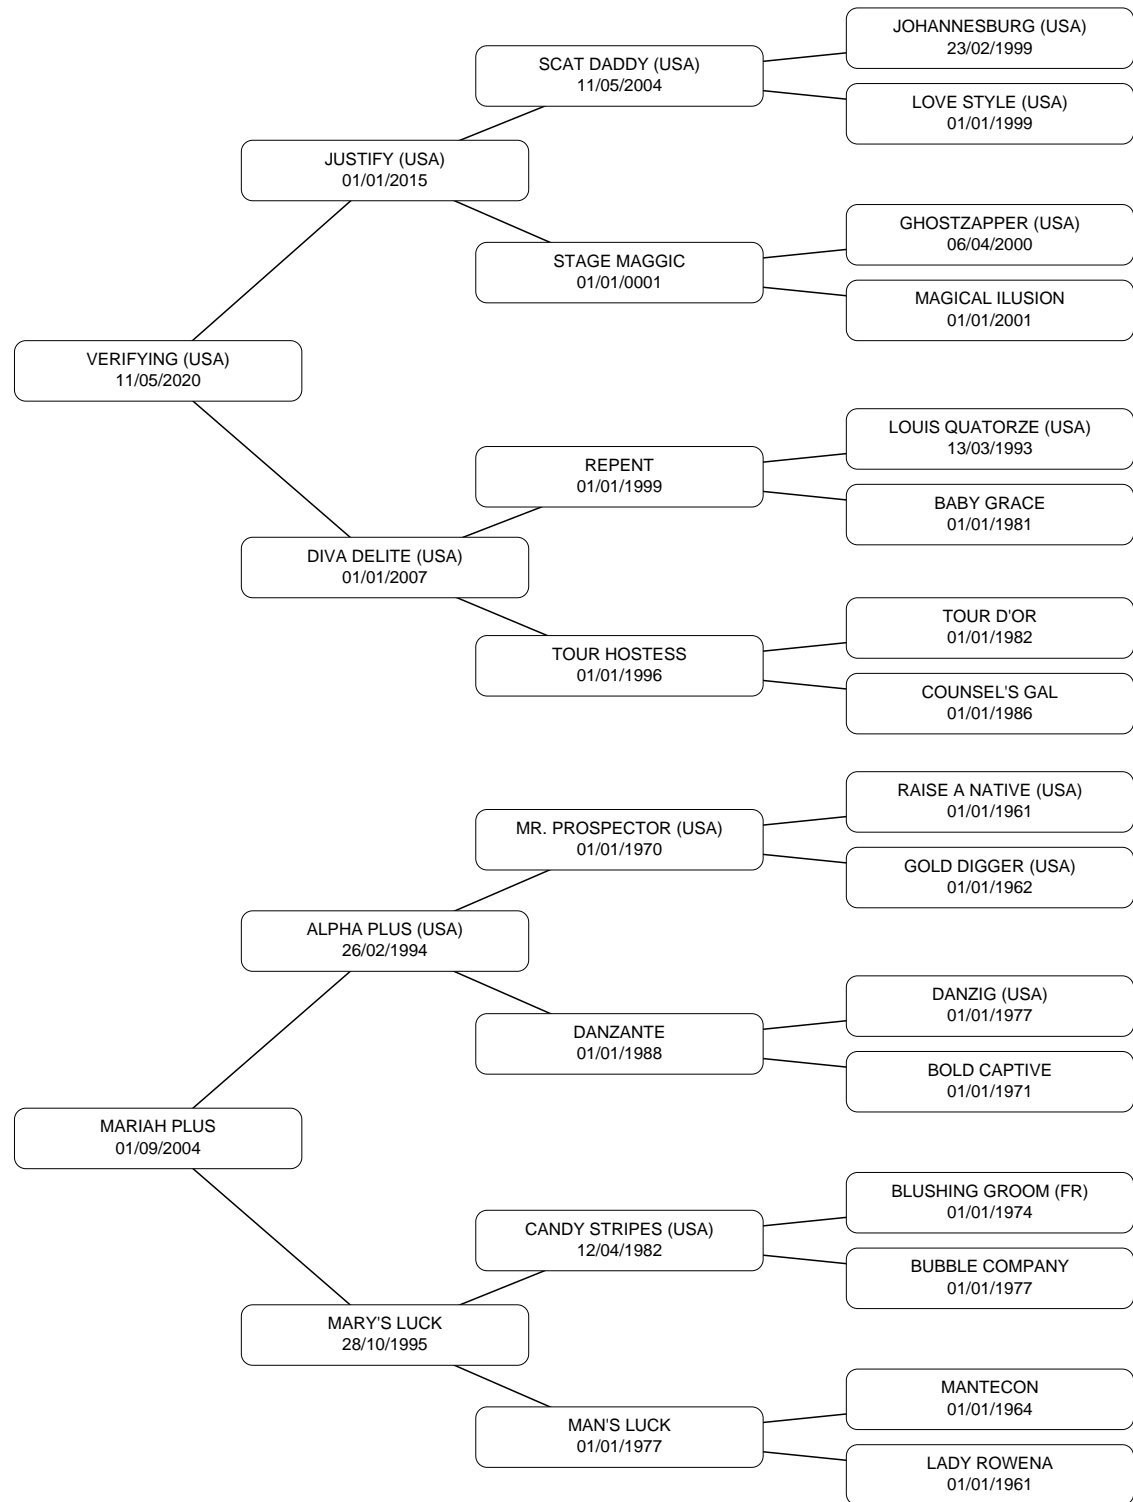 JOHANNESBURG (USA)
23/02/1999
SCAT DADDY (USA)
11/05/2004
LOVE STYLE (USA)
01/01/1999
JUSTIFY (USA)
01/01/2015
GHOSTZAPPER (USA)
06/04/2000
STAGE MAGGIC
01/01/0001
MAGICAL ILUSION
01/01/2001
VERIFYING (USA)
11/05/2020
LOUIS QUATORZE (USA)
13/03/1993
REPENT
01/01/1999
BABY GRACE
01/01/1981
DIVA DELITE (USA)
01/01/2007
TOUR D'OR
01/01/1982
TOUR HOSTESS
01/01/1996
COUNSEL'S GAL
01/01/1986
RAISE A NATIVE (USA)
01/01/1961
MR. PROSPECTOR (USA)
01/01/1970
GOLD DIGGER (USA)
01/01/1962
ALPHA PLUS (USA)
26/02/1994
DANZIG (USA)
01/01/1977
DANZANTE
01/01/1988
BOLD CAPTIVE
01/01/1971
MARIAH PLUS
01/09/2004
BLUSHING GROOM (FR)
01/01/1974
CANDY STRIPES (USA)
12/04/1982
BUBBLE COMPANY
01/01/1977
MARY'S LUCK
28/10/1995
MANTECON
01/01/1964
MAN'S LUCK
01/01/1977
LADY ROWENA
01/01/1961